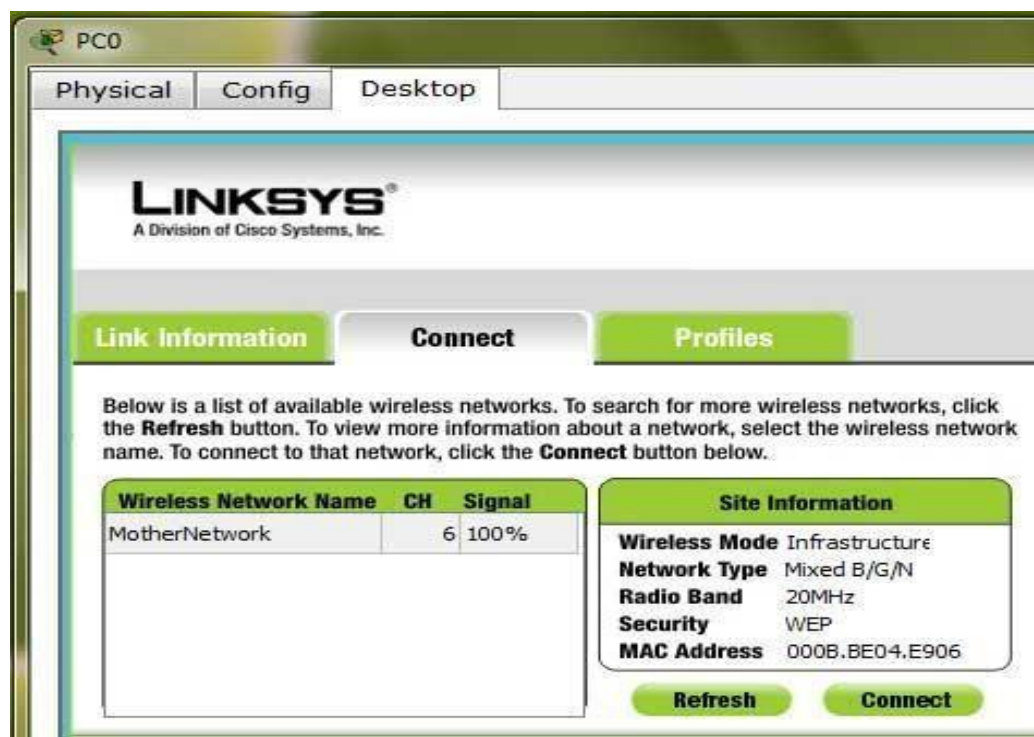 PC0
Physical Config Desktop
LINKSYS®
A Division of Cisco Systems, Inc.
Link Information Connect Profiles
Below is a list of available wireless networks. To search for more wireless networks, click
the Refresh button. To view more information about a network, select the wireless network
name. To connect to that network, click the Connect button below.
Wireless Network Name CH Signal
MotherNetwork 6 100%
Site Information
Wireless Mode Infrastructure
Network Type Mixed B/G/N
Radio Band 20MHz
Security WEP
MAC Address 000B.BE04.E906
Refresh Connect